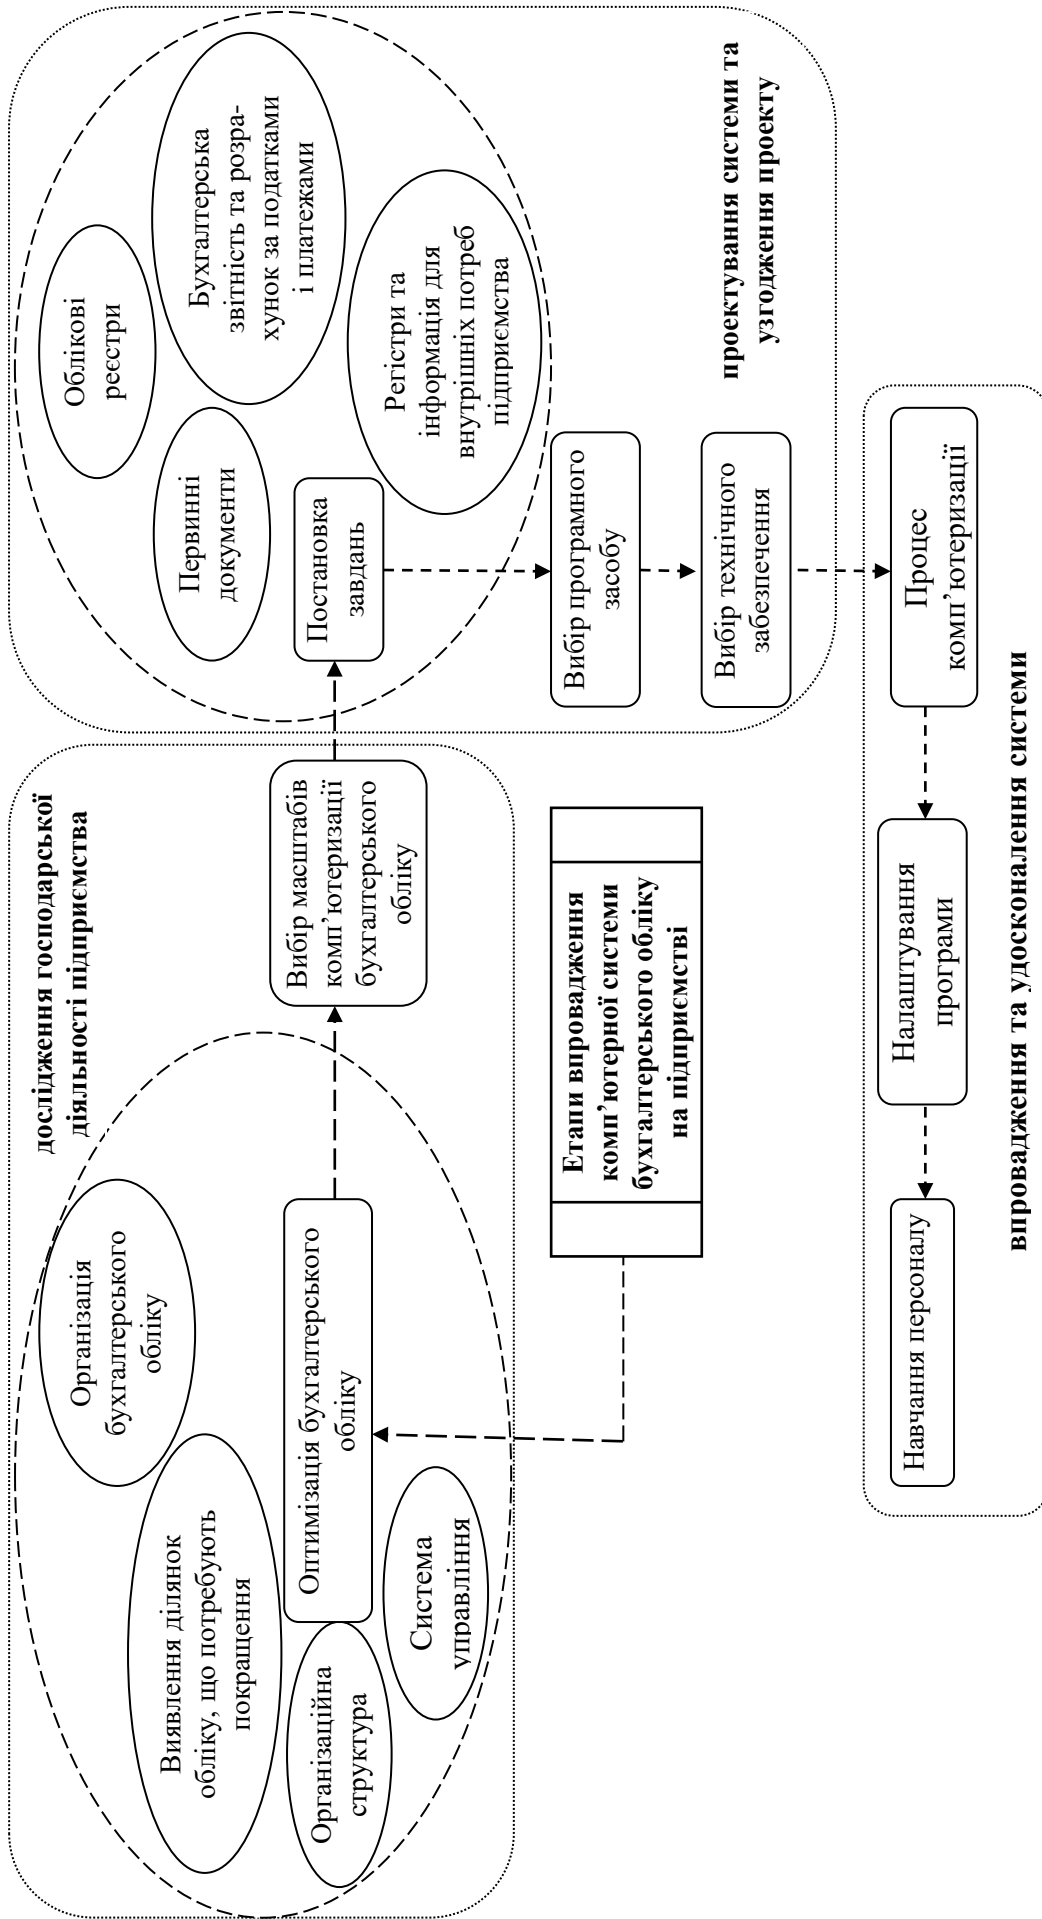 дослідження господарської
діяльності підприємства
Організація
бухгалтерського
обліку
Виявлення ділянок
обліку, що потребують
покращення
Організаційна
структура
Система
управління
Оптимізація бухгалтерського
обліку
Вибір масштабів
комп’ютеризації
бухгалтерського
обліку
Облікові
реєстри
Первинні
документи
Бухгалтерська
звітність та розра-
хунок за податками
і платежами
Регістри та
інформація для
внутрішніх потреб
підприємства
Постановка
завдань
Вибір програмного
засобу
Вибір технічного
забезпечення
проектування системи та
узгодження проекту
Етапи впровадження
комп’ютерної системи
бухгалтерського обліку
на підприємстві
Процес
комп’ютеризації
Налаштування
програми
Навчання персоналу
впровадження та удосконалення системи